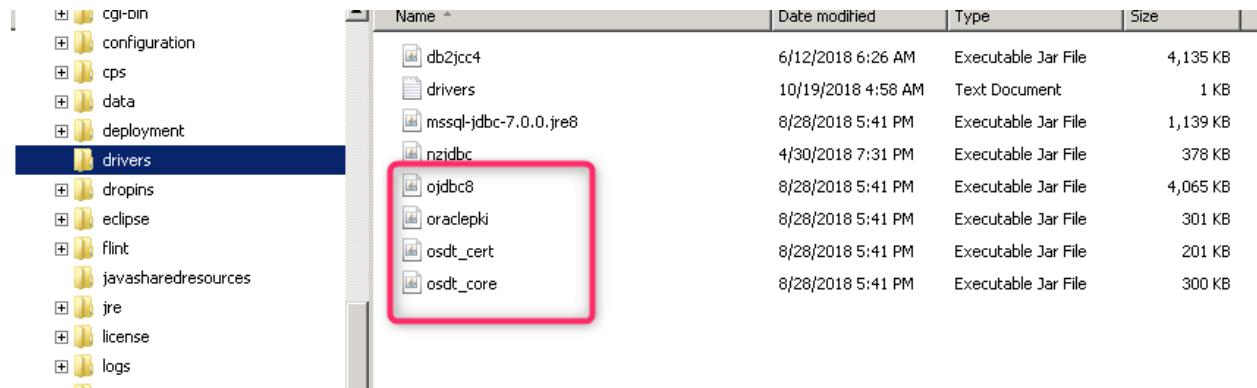 cgi-bin
configuration
cps
data
deployment
drivers
dropins
eclipse
flint
javasharedresources
jre
license
logs
Name Date modified Type Size
db2jcc4 6/12/2018 6:26 AM Executable Jar File 4,135 KB
drivers 10/19/2018 4:58 AM Text Document 1 KB
mssql-jdbc-7.0.0.jre8 8/28/2018 5:41 PM Executable Jar File 1,139 KB
nzjdbc 4/30/2018 7:31 PM Executable Jar File 378 KB
ojdbc8 8/28/2018 5:41 PM Executable Jar File 4,065 KB
oraclepki 8/28/2018 5:41 PM Executable Jar File 301 KB
osdt_cert 8/28/2018 5:41 PM Executable Jar File 201 KB
osdt_core 8/28/2018 5:41 PM Executable Jar File 300 KB